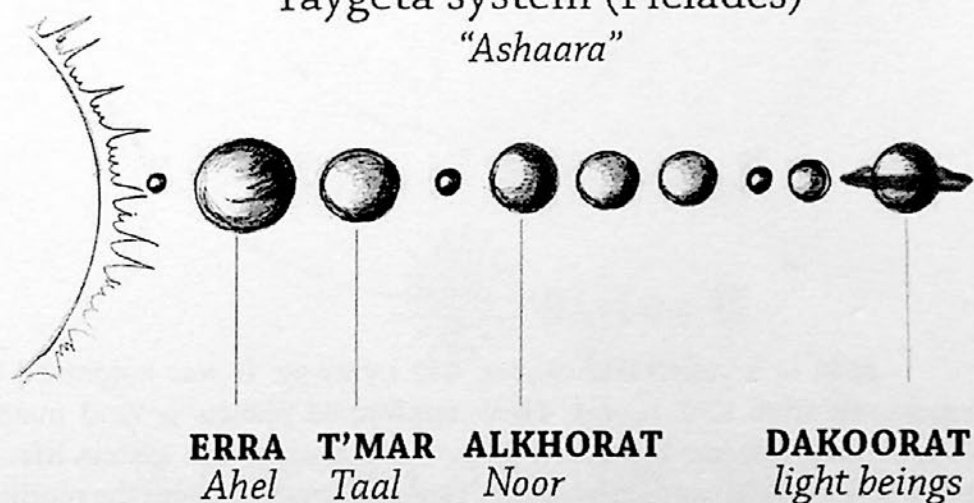 Taygeta system (Pleiades)
"Ashaara"
ERRA T'MAR ALKHORAT DAKOORAT
Ahel Taal Noor light beings